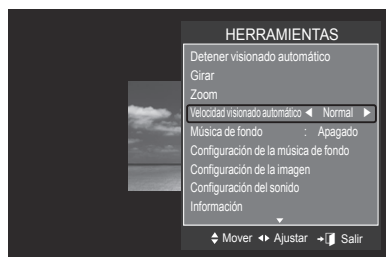 HERRAMIENTAS
Detener visionado automático
Girar
Zoom
Velocidad visionado automático ◀ Normal ▶
Música de fondo : Apagado
Configuración de la música de fondo
Configuración de la imagen
Configuración del sonido
Información
Mover Ajustar Salir